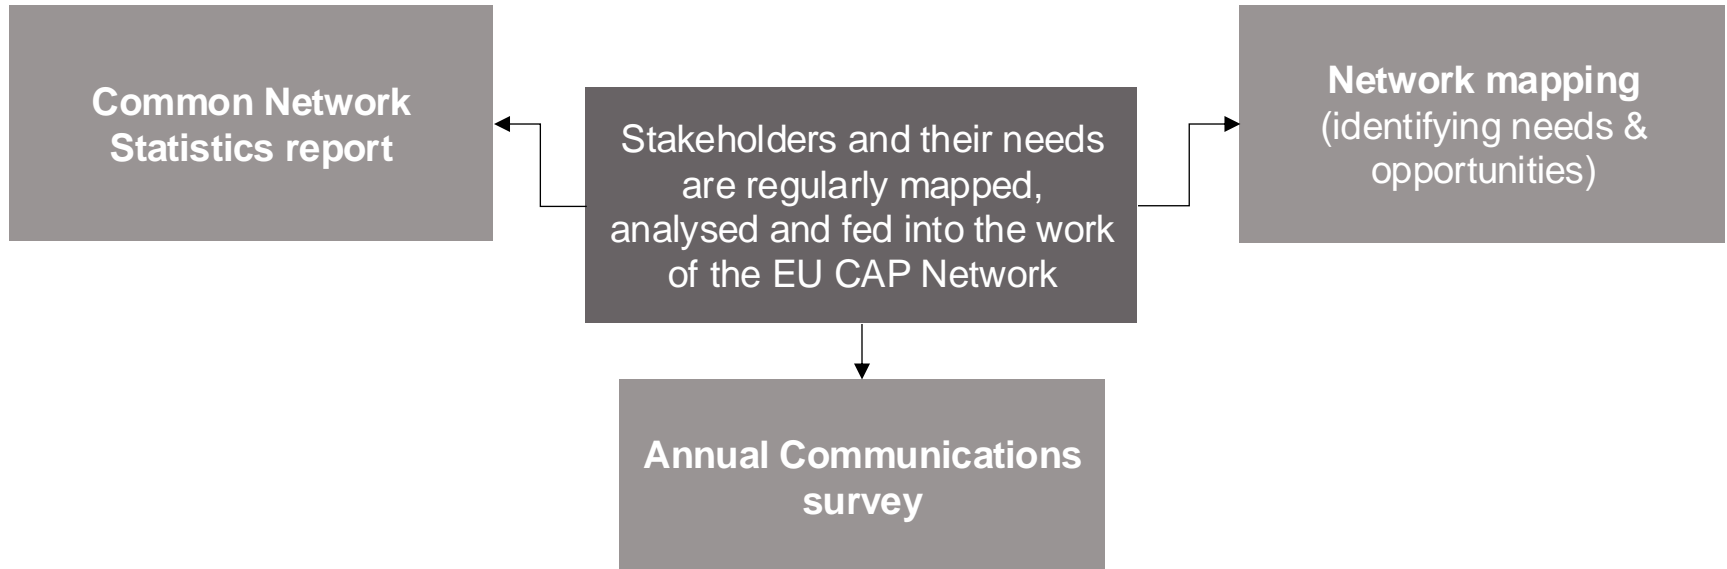 Common Network
Statistics report
Stakeholders and their needs
are regularly mapped,
analysed and fed into the work
of the EU CAP Network
Network mapping
(identifying needs &
opportunities)
Annual Communications
survey